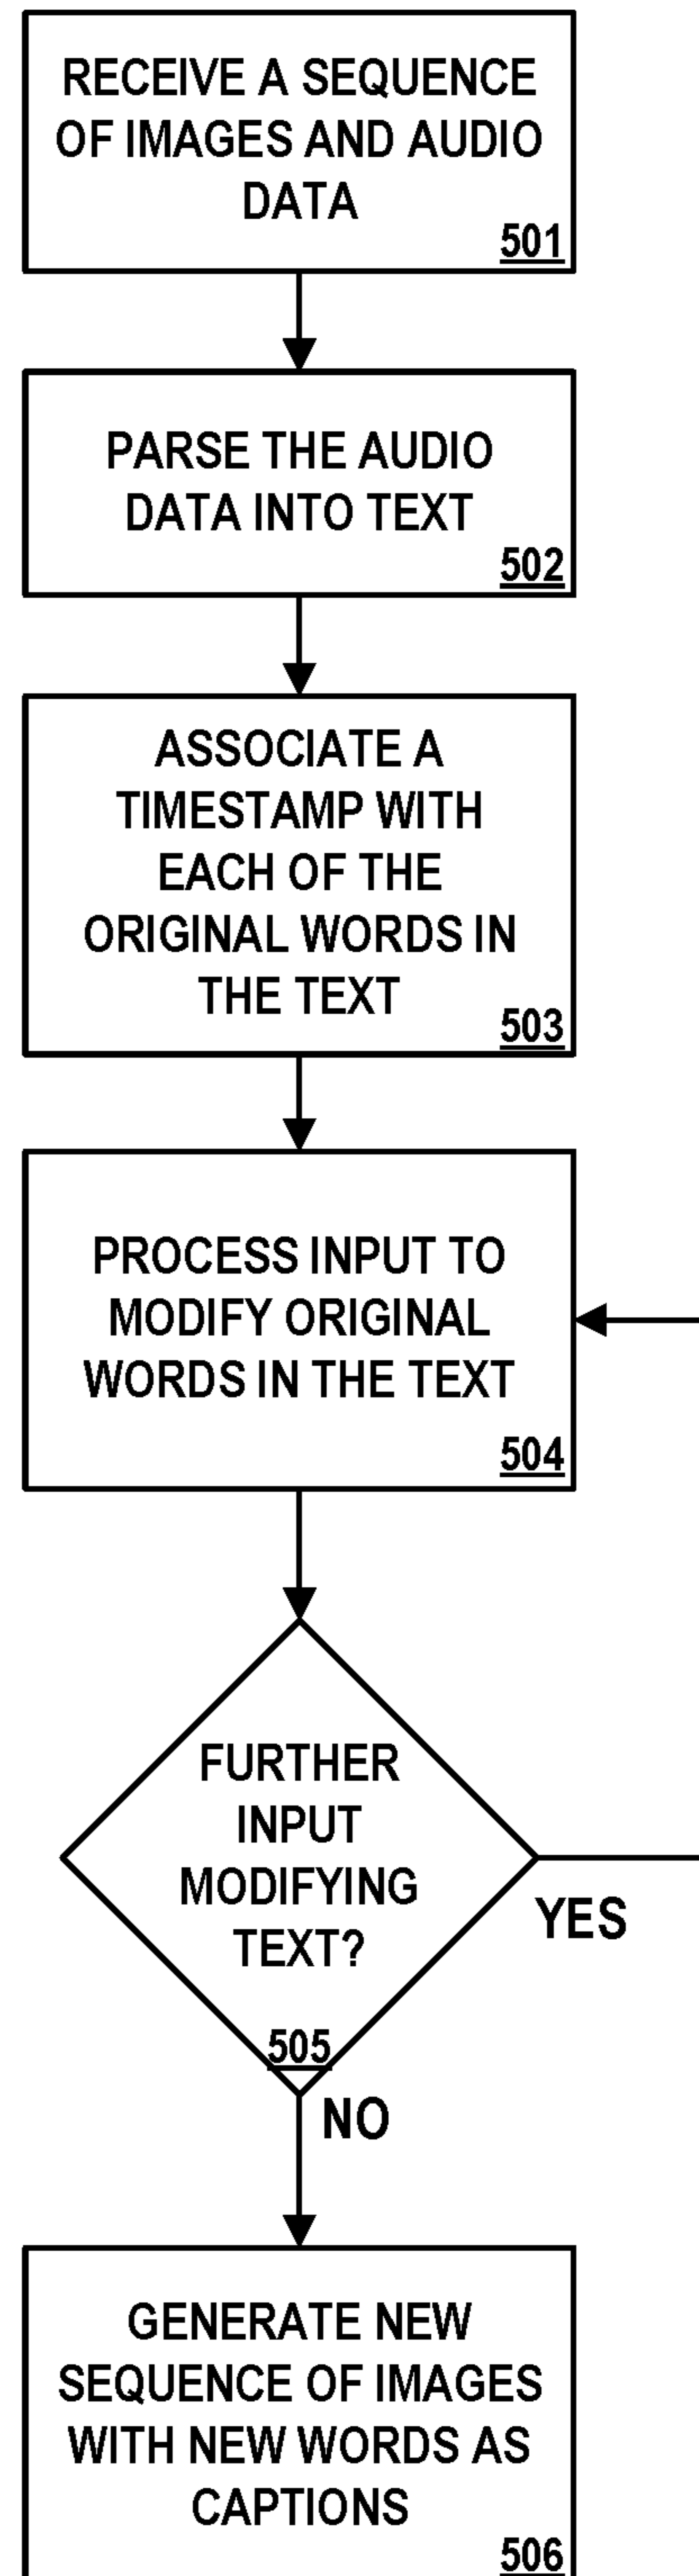 RECEIVE A SEQUENCE
OF IMAGES AND AUDIO
DATA
501
PARSE THE AUDIO
DATA INTO TEXT
502
ASSOCIATE A
TIMESTAMP WITH
EACH OF THE
ORIGINAL WORDS IN
THE TEXT
503
PROCESS INPUT TO
MODIFY ORIGINAL
WORDS IN THE TEXT
504
FURTHER
INPUT
MODIFYING
TEXT?
505
YES
NO
GENERATE NEW
SEQUENCE OF IMAGES
WITH NEW WORDS AS
CAPTIONS
506